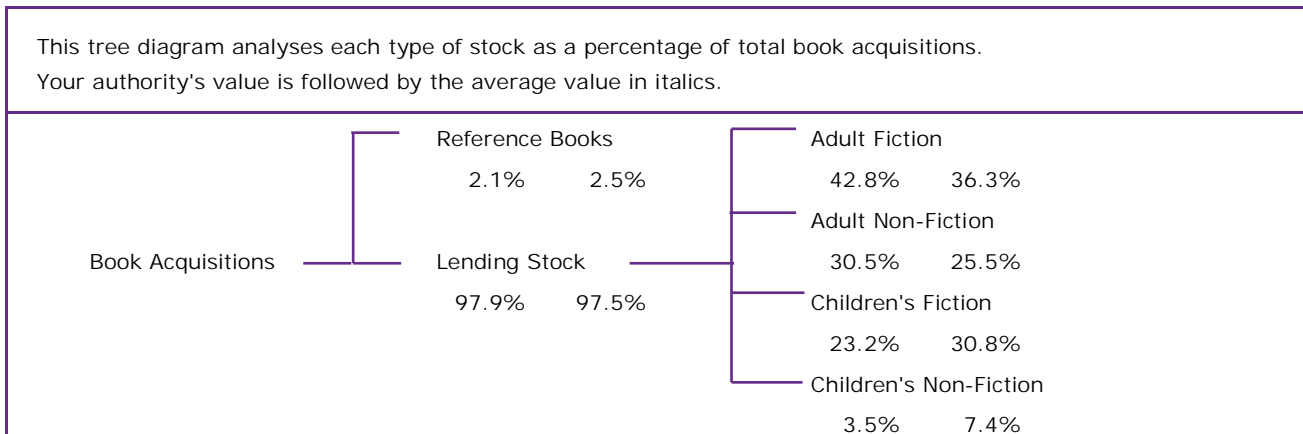 This tree diagram analyses each type of stock as a percentage of total book acquisitions.
Your authority's value is followed by the average value in italics.
Reference Books
2.1% 2.5%
Adult Fiction
42.8% 36.3%
Adult Non-Fiction
Book Acquisitions
Lending Stock
97.9% 97.5%
30.5% 25.5%
Children's Fiction
23.2% 30.8%
Children's Non-Fiction
3.5% 7.4%